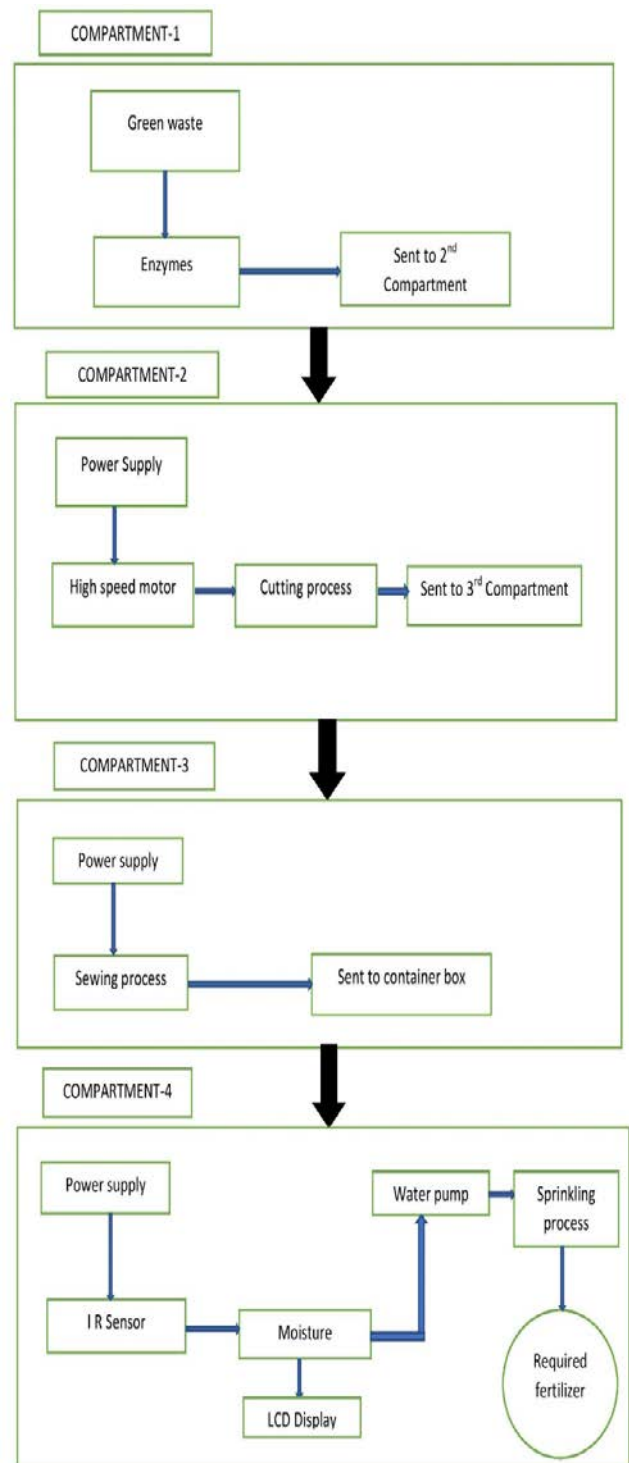 COMPARTMENT-1
Green waste
Enzymes
Sent to 2nd
Compartment
COMPARTMENT-2
Power Supply
High speed motor
Cutting process
Sent to 3rd Compartment
COMPARTMENT-3
Power supply
Sewing process
Sent to container box
COMPARTMENT-4
Power supply
I R Sensor
Moisture
LCD Display
Water pump
Sprinkling
process
Required
fertilizer